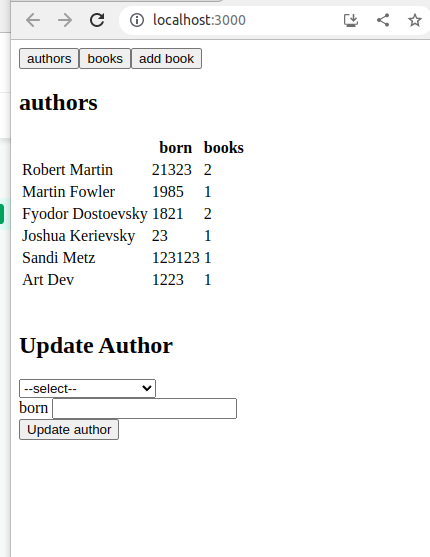 localhost:3000
authors books add book
authors
born books
Robert Martin 21323 2
Martin Fowler 1985 1
Fyodor Dostoevsky 1821 2
Joshua Kerievsky 23 1
Sandi Metz 123123 1
Art Dev 1223 1
Update Author
--select--
born
Update author